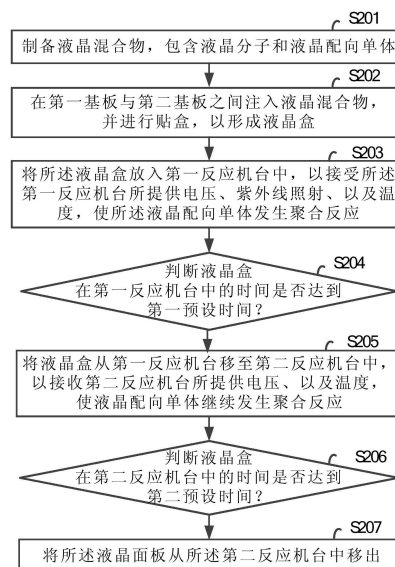 S201
制备液晶混合物，包含液晶分子和液晶配向单体
S202
在第一基板与第二基板之间注入液晶混合物，
并进行贴盒，以形成液晶盒
S203
将所述液晶盒放入第一反应机台中，以接受所述
第一反应机台所提供电压、紫外线照射、以及温
度，使所述液晶配向单体发生聚合反应
S204
判断液晶盒
在第一反应机台中的时间是否达到
第一预设时间？
S205
将液晶盒从第一反应机台移至第二反应机台中，
以接收第二反应机台所提供电压、以及温度，
使液晶配向单体继续发生聚合反应
S206
判断液晶盒
在第二反应机台中的时间是否达到
第二预设时间？
S207
将所述液晶面板从所述第二反应机台中移出